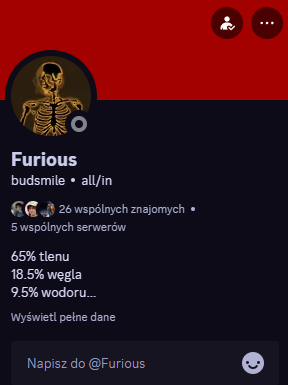 Furious
budsmile • all/in
26 wspólnych znajomych •
5 wspólnych serwerów
65% tlenu
18.5% węgla
9.5% wodoru...
Wyświetl pełne dane
Napisz do @Furious